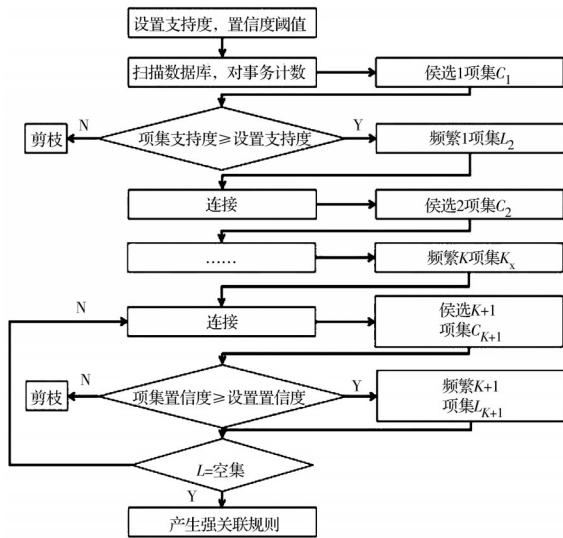 设置支持度，置信度阈值
扫描数据库，对事务计数
侯选1项集C1
N
Y
剪枝
项集支持度≥设置支持度
频繁1项集L2
连接
侯选2项集C2
……
频繁K项集Kx
N
连接
侯选K+1
项集CK+1
N
Y
剪枝
项集置信度≥设置置信度
频繁K+1
项集LK+1
L=空集
Y
产生强关联规则